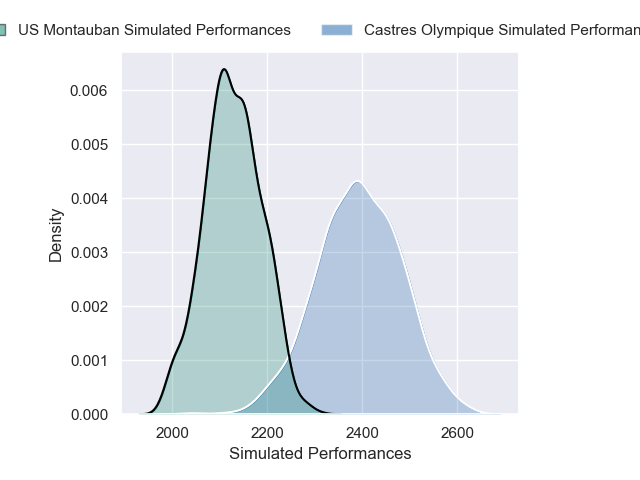 US Montauban Simulated Performances
Castres Olympique Simulated Performan
0.006
0.005
0.004
0.003
0.002
0.001
0.000
Density
2000
2200
2400
2600
Simulated Performances